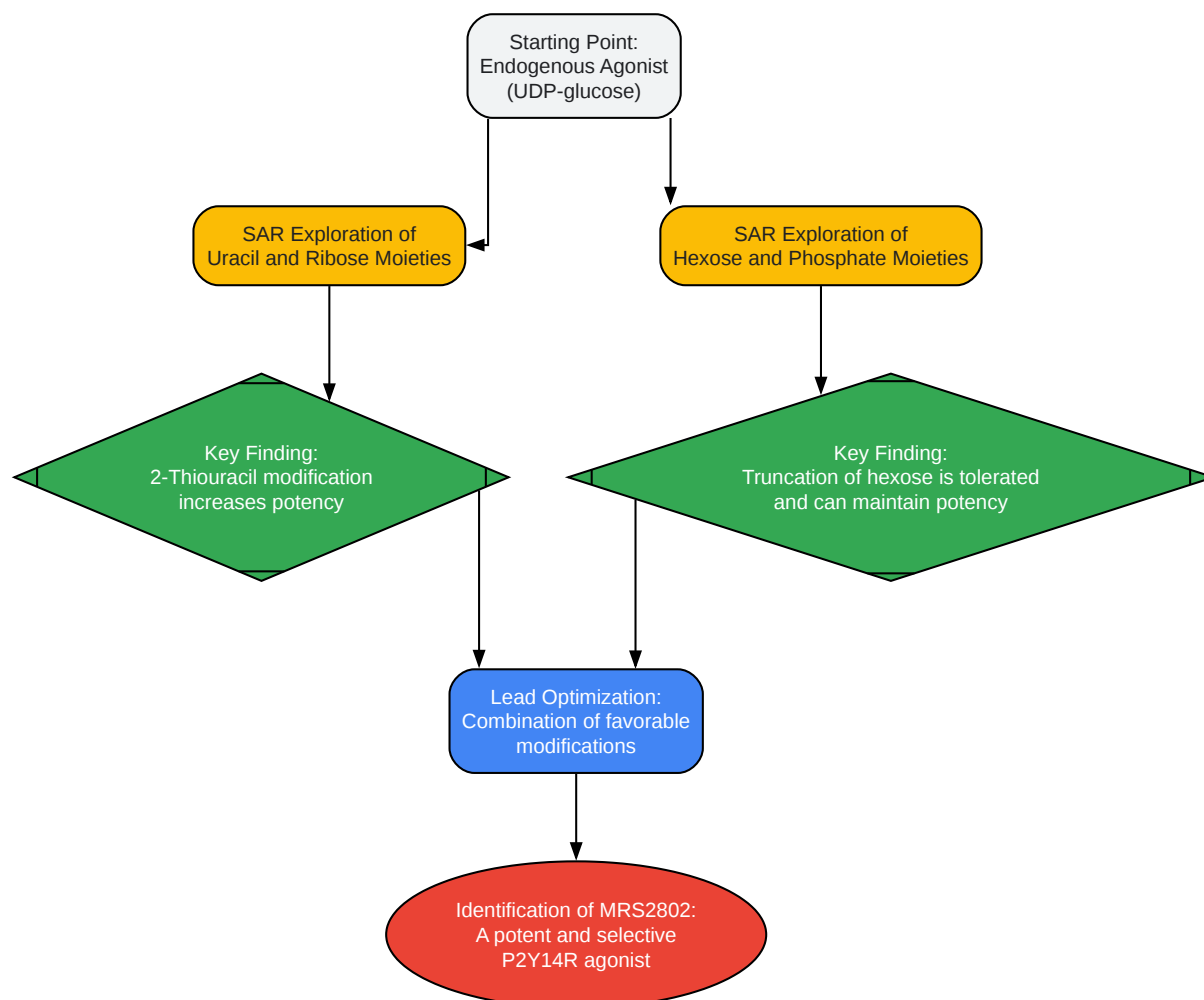 Starting Point:
Endogenous Agonist
(UDP-glucose)
SAR Exploration of
Uracil and Ribose Moieties
SAR Exploration of
Hexose and Phosphate Moieties
Key Finding:
2-Thiouracil modification
increases potency
Key Finding:
Truncation of hexose is tolerated
and can maintain potency
Lead Optimization:
Combination of favorable
modifications
Identification of MRS2802:
A potent and selective
P2Y14R agonist